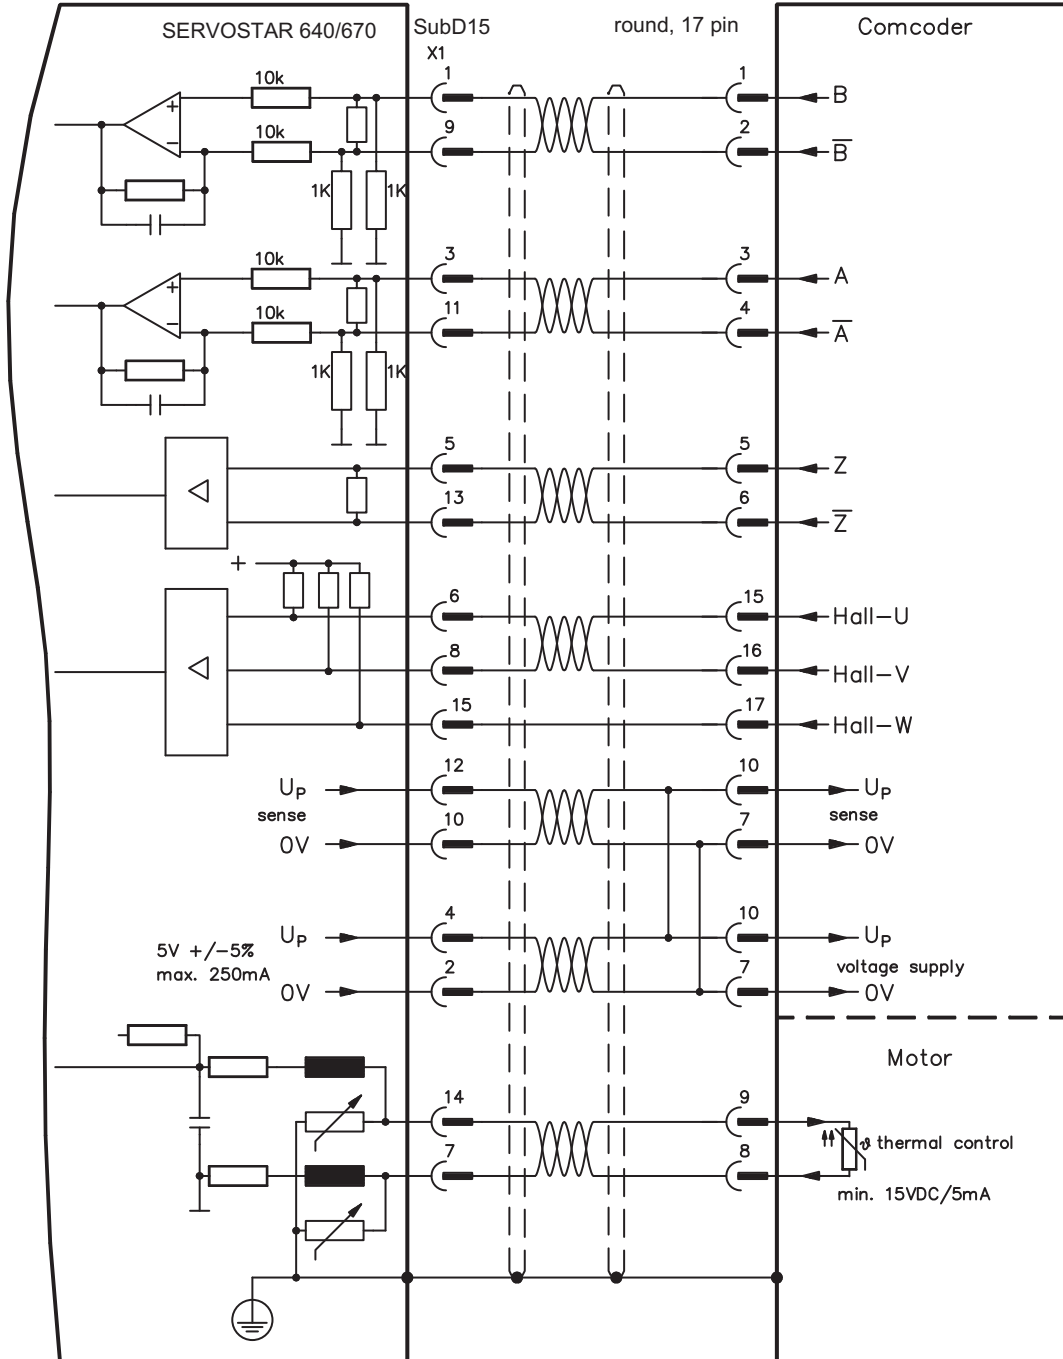 SERVOSTAR 640/670 SubD15 round, 17 pin Comcoder
X1
10k 1 1 B
10k 9 2 B̅
1K 1K
10k 3 3 A
10k 11 4 A̅
1K 1K
5 5 Z
13 6 Z̅
+
6 15 Hall-U
8 16 Hall-V
15 17 Hall-W
UP 12 10 UP
sense sense
0V 10 7 0V
UP 4 10 UP
5V +/-5%
max. 250mA
voltage supply
0V 2 7 0V
Motor
14 9
ϑ thermal control
7 8
min. 15VDC/5mA